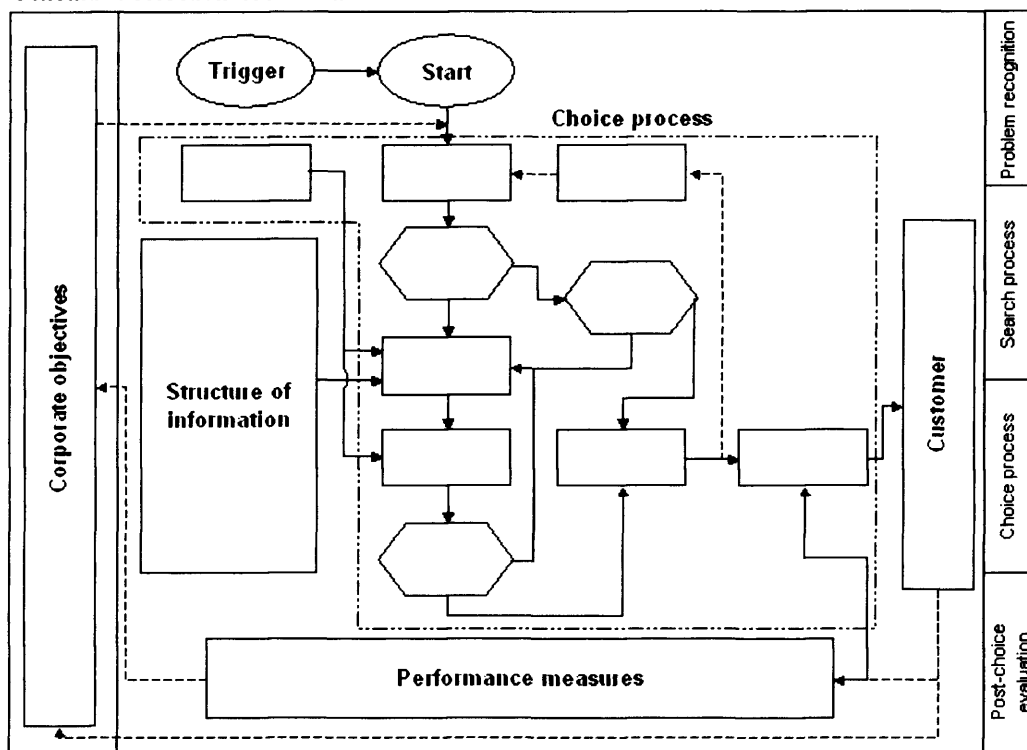 Trigger
Start
Choice process
Problem recognition
Search process
Choice process
Post-choice
evaluation
Corporate objectives
Structure of
information
Customer
Performance measures